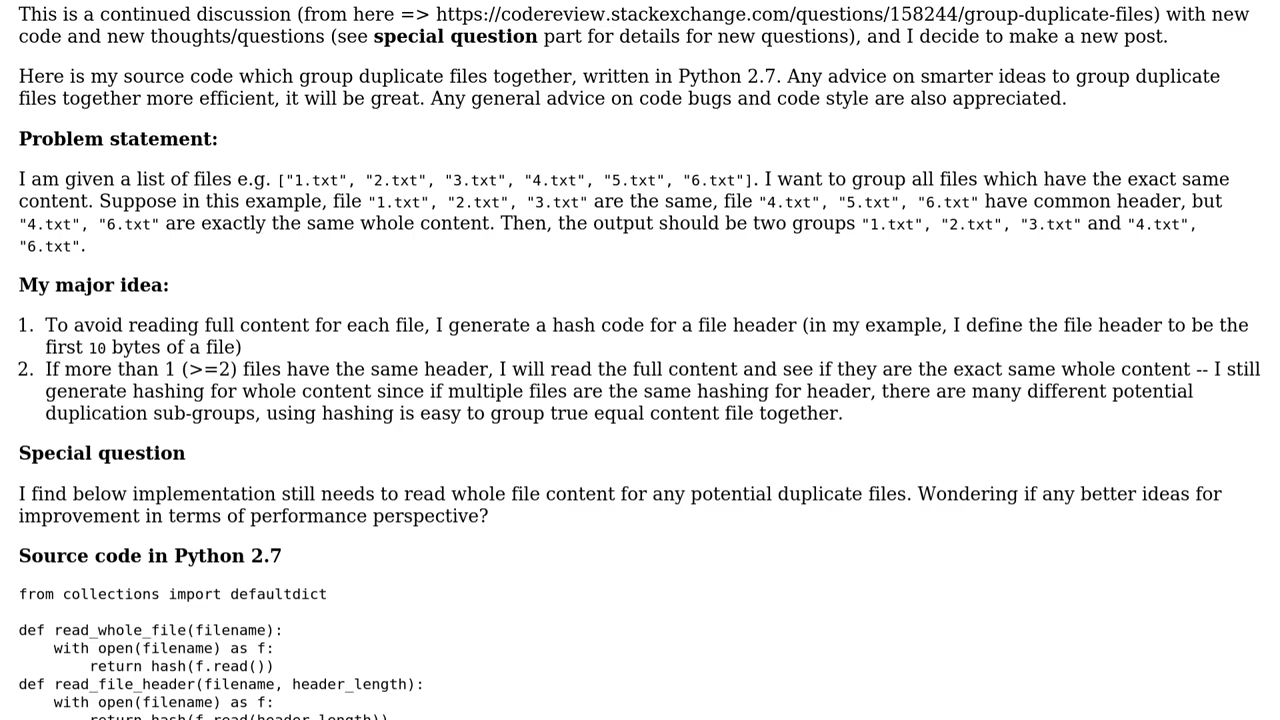 This is a continued discussion (from here => https://codereview.stackexchange.com/questions/158244/group-duplicate-files) with new
code and new thoughts/questions (see special question part for details for new questions), and I decide to make a new post.
Here is my source code which group duplicate files together, written in Python 2.7. Any advice on smarter ideas to group duplicate
files together more efficient, it will be great. Any general advice on code bugs and code style are also appreciated.
Problem statement:
I am given a list of files e.g. ["1.txt", "2.txt", "3.txt", "4.txt", "5.txt", "6.txt"]. I want to group all files which have the exact same
content. Suppose in this example, file "1.txt", "2.txt", "3.txt" are the same, file "4.txt", "5.txt", "6.txt" have common header, but
"4.txt", "6.txt" are exactly the same whole content. Then, the output should be two groups "1.txt", "2.txt", "3.txt" and "4.txt",
"6.txt".
My major idea:
1. To avoid reading full content for each file, I generate a hash code for a file header (in my example, I define the file header to be the
first 10 bytes of a file)
2. If more than 1 (>=2) files have the same header, I will read the full content and see if they are the exact same whole content -- I still
generate hashing for whole content since if multiple files are the same hashing for header, there are many different potential
duplication sub-groups, using hashing is easy to group true equal content file together.
Special question
I find below implementation still needs to read whole file content for any potential duplicate files. Wondering if any better ideas for
improvement in terms of performance perspective?
Source code in Python 2.7
from collections import defaultdict
def read_whole_file(filename):
    with open(filename) as f:
        return hash(f.read())
def read_file_header(filename, header_length):
    with open(filename) as f:
        return hash(f.read(header_length))